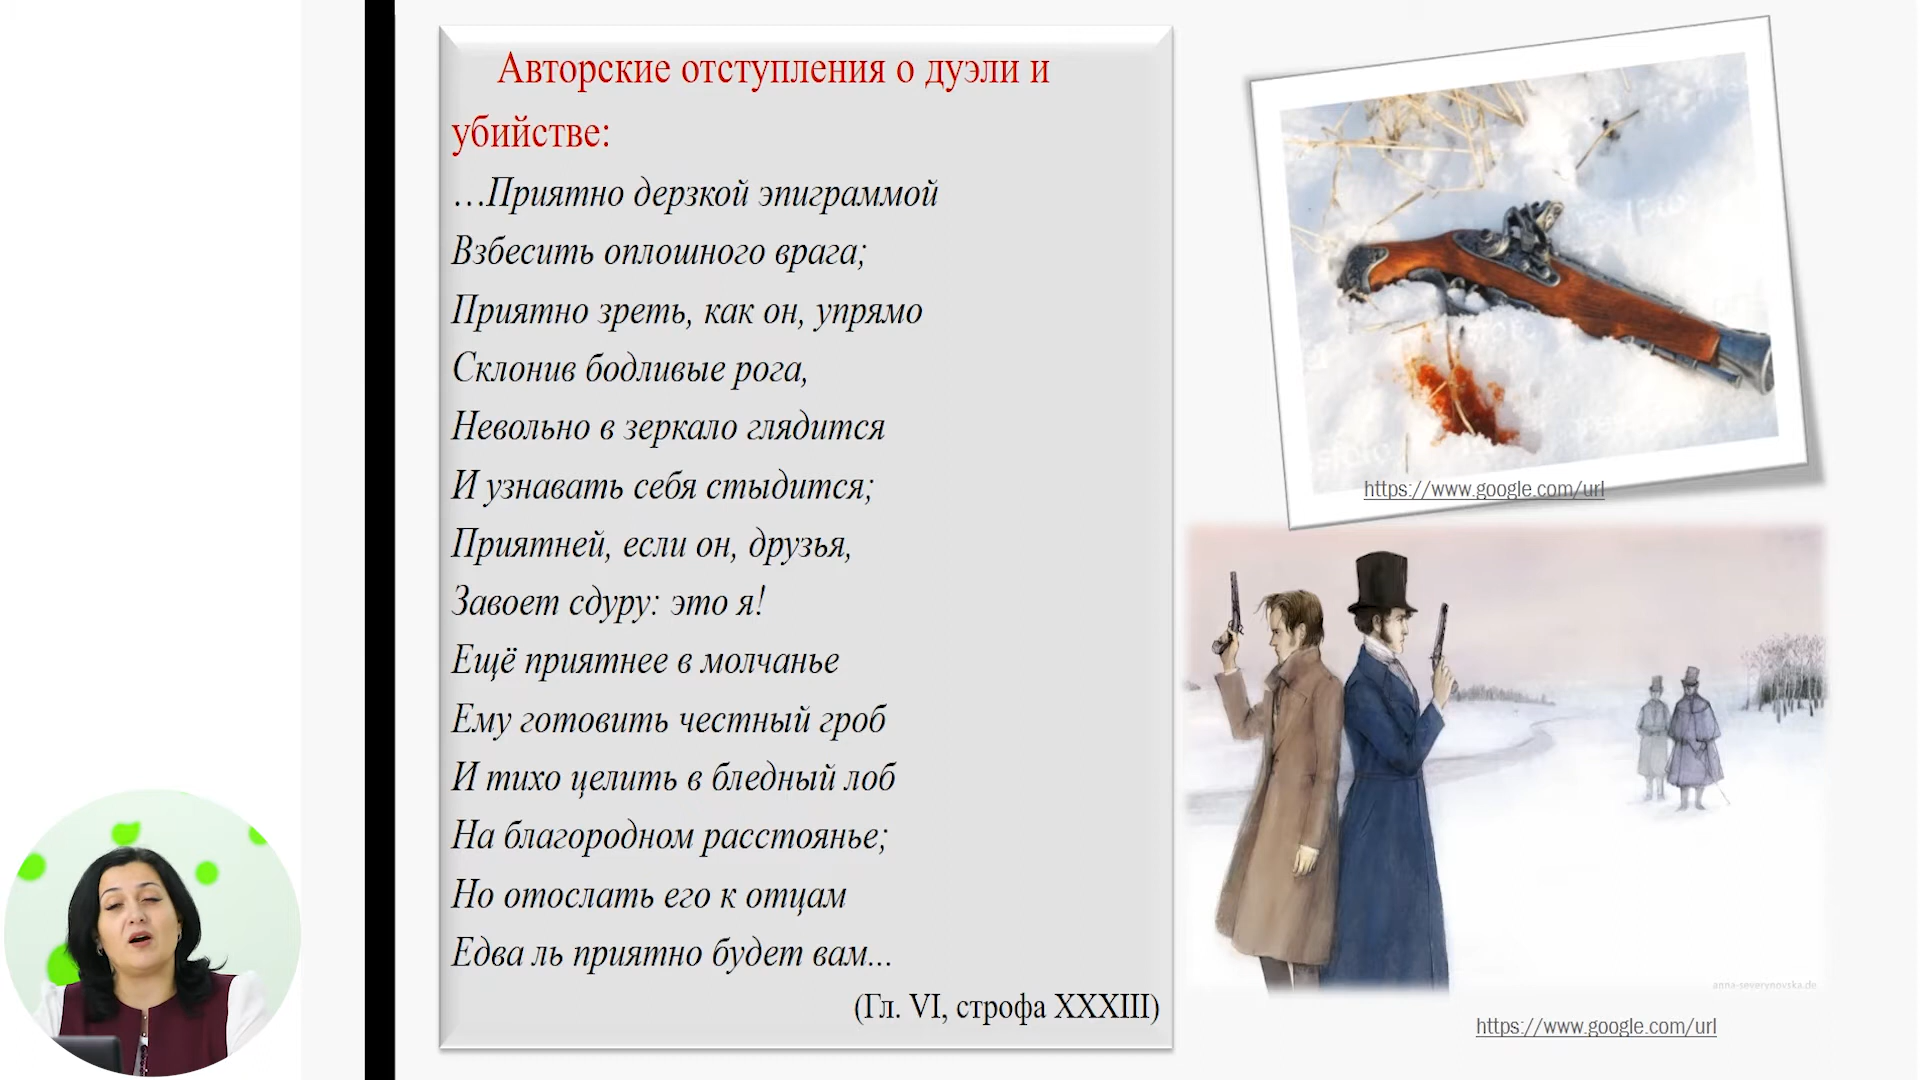 Авторские отступления о дуэли и
убийстве:
…Приятно дерзкой эпиграммой
Взбесить оплошного врага;
Приятно зреть, как он, упрямо
Склонив бодливые рога,
Невольно в зеркало глядится
И узнавать себя стыдится;
Приятней, если он, друзья,
Завоет сдуру: это я!
Ещё приятнее в молчанье
Ему готовить честный гроб
И тихо целить в бледный лоб
На благородном расстоянье;
Но отослать его к отцам
Едва ль приятно будет вам...
(Гл. VI, строфа XXXIII)
https://www.google.com/url
anna-severynovska.de
https://www.google.com/url